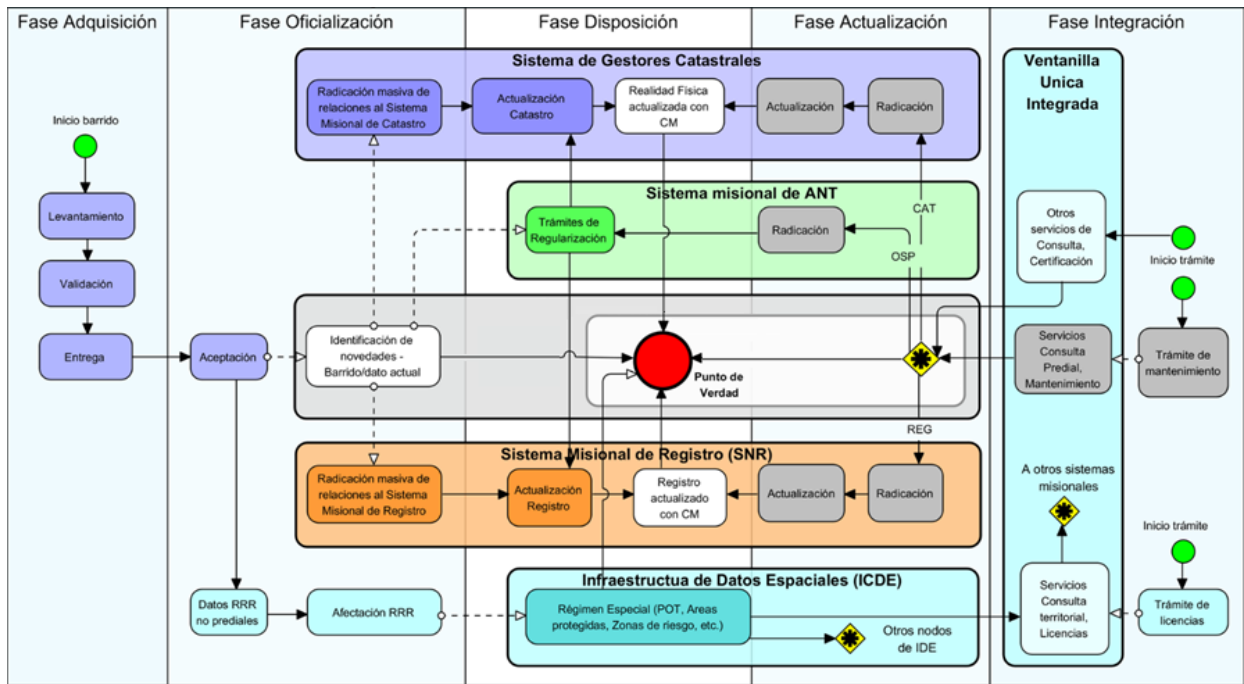 Fase Adquisición
Fase Oficialización
Fase Disposición
Fase Actualización
Fase Integración
Sistema de Gestores Catastrales
Radicación masiva de
relaciones al Sistema
Misional de Catastro
Actualización
Catastro
Realidad Física
actualizada con
CM
Actualización
Radicación
Ventanilla
Unica
Integrada
Inicio barrido
Levantamiento
Validación
Entrega
Sistema misional de ANT
Trámites de
Regularización
Radicación
CAT
OSP
Otros
servicios de
Consulta,
Certificación
Inicio trámite
Aceptación
Identificación de
novedades -
Barrido/dato actual
Punto de
Verdad
Servicios
Consulta
Predial,
Mantenimiento
Trámite de
mantenimiento
REG
Sistema Misional de Registro (SNR)
Radicación masiva de
relaciones al Sistema
Misional de Registro
Actualización
Registro
Registro
actualizado
con CM
Actualización
Radicación
A otros sistemas
misionales
Inicio trámite
Infraestructua de Datos Espaciales (ICDE)
Datos RRR
no prediales
Afectación RRR
Régimen Especial (POT, Areas
protegidas, Zonas de riesgo, etc.)
Otros nodos
de IDE
Servicios
Consulta
territorial,
Licencias
Trámite de
licencias